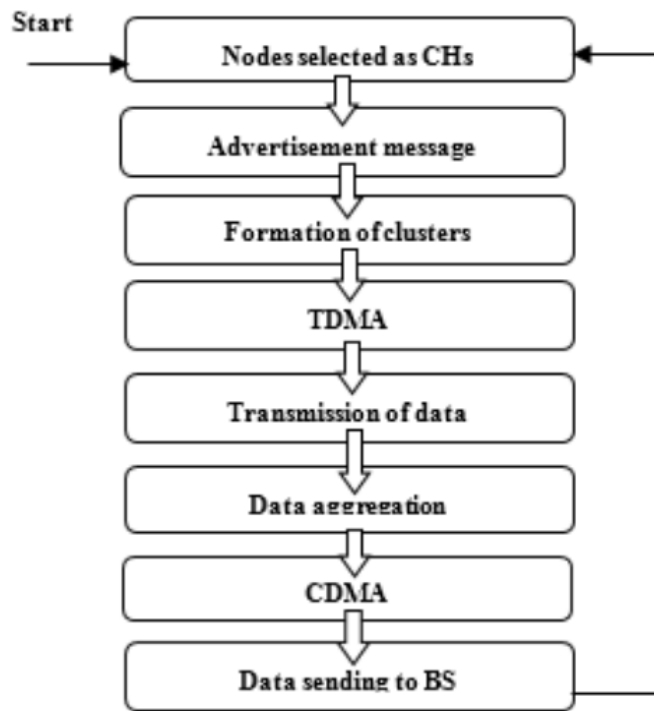 Start
Nodes selected as CHs
Advertisement message
Formation of clusters
TDMA
Transmission of data
Data aggregation
CDMA
Data sending to BS